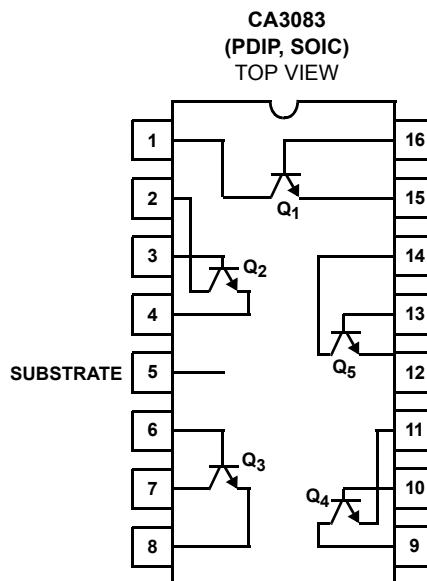 CA3083
(PDIP, SOIC)
TOP VIEW
1
16
2
15
Q1
3
14
Q2
4
13
SUBSTRATE 5
12
Q5
6
11
Q3
7
10
Q4
8
9